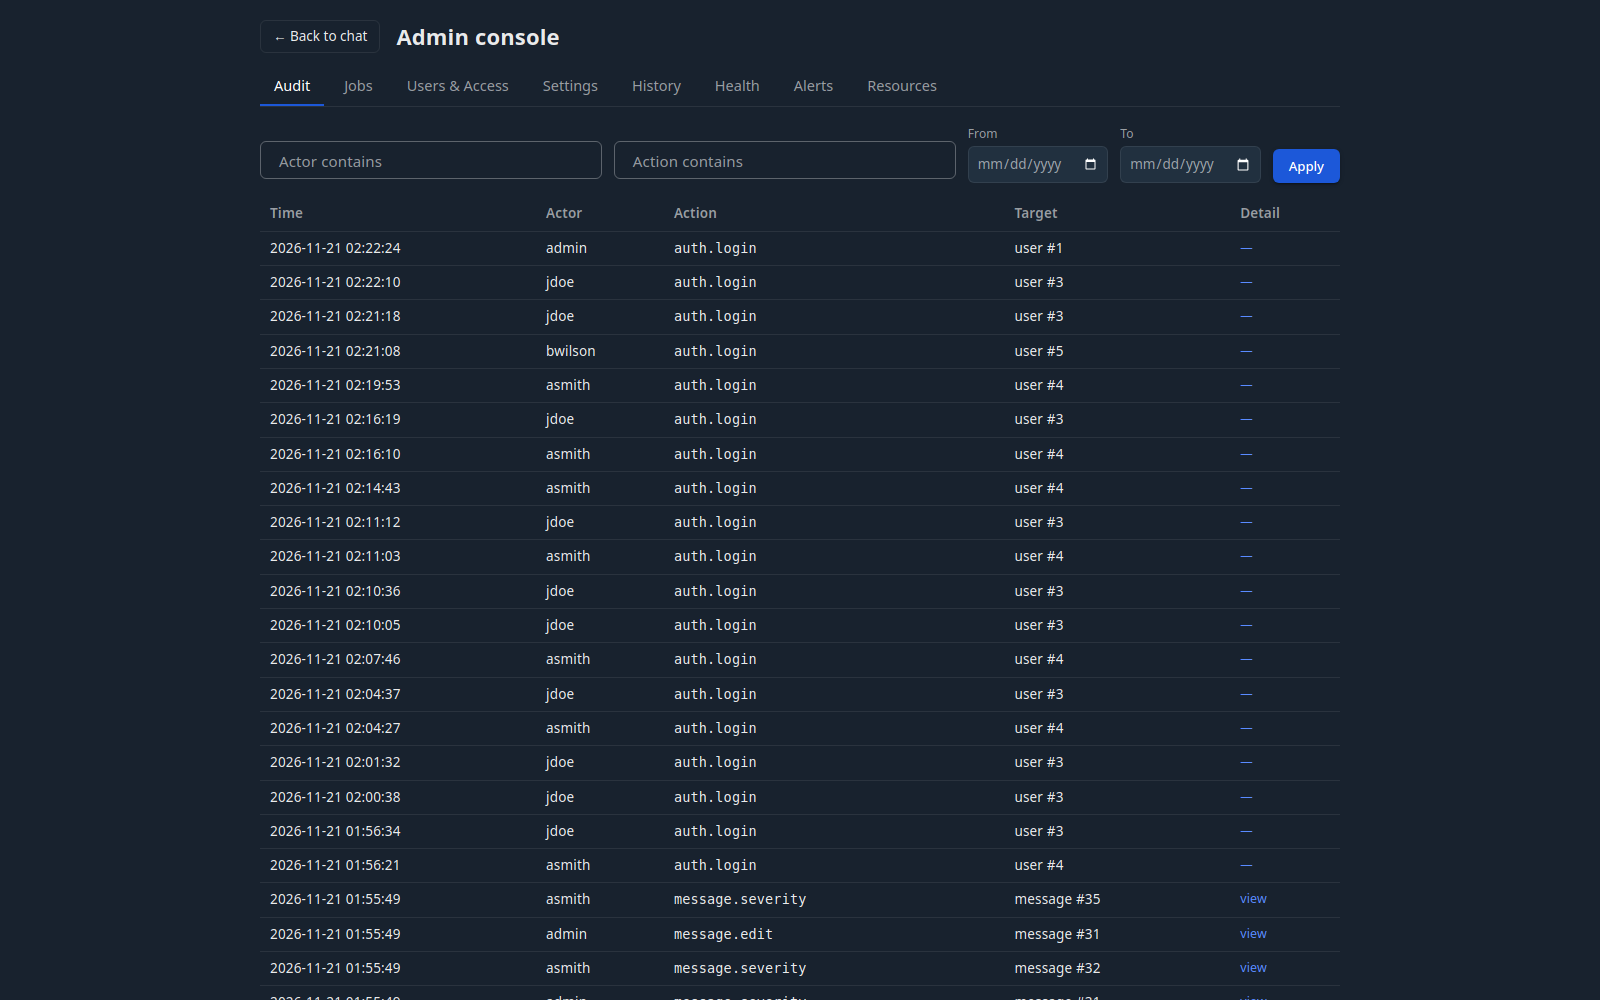 ← Back to chat
Admin console
Audit Jobs Users & Access Settings History Health Alerts Resources
From To
Actor contains Action contains mm/dd/yyyy mm/dd/yyyy Apply
Time Actor Action Target Detail
2026-11-21 02:22:24 admin auth.login user #1 —
2026-11-21 02:22:10 jdoe auth.login user #3 —
2026-11-21 02:21:18 jdoe auth.login user #3 —
2026-11-21 02:21:08 bwilson auth.login user #5 —
2026-11-21 02:19:53 asmith auth.login user #4 —
2026-11-21 02:16:19 jdoe auth.login user #3 —
2026-11-21 02:16:10 asmith auth.login user #4 —
2026-11-21 02:14:43 asmith auth.login user #4 —
2026-11-21 02:11:12 jdoe auth.login user #3 —
2026-11-21 02:11:03 asmith auth.login user #4 —
2026-11-21 02:10:36 jdoe auth.login user #3 —
2026-11-21 02:10:05 jdoe auth.login user #3 —
2026-11-21 02:07:46 asmith auth.login user #4 —
2026-11-21 02:04:37 jdoe auth.login user #3 —
2026-11-21 02:04:27 asmith auth.login user #4 —
2026-11-21 02:01:32 jdoe auth.login user #3 —
2026-11-21 02:00:38 jdoe auth.login user #3 —
2026-11-21 01:56:34 jdoe auth.login user #3 —
2026-11-21 01:56:21 asmith auth.login user #4 —
2026-11-21 01:55:49 asmith message.severity message #35 view
2026-11-21 01:55:49 admin message.edit message #31 view
2026-11-21 01:55:49 asmith message.severity message #32 view